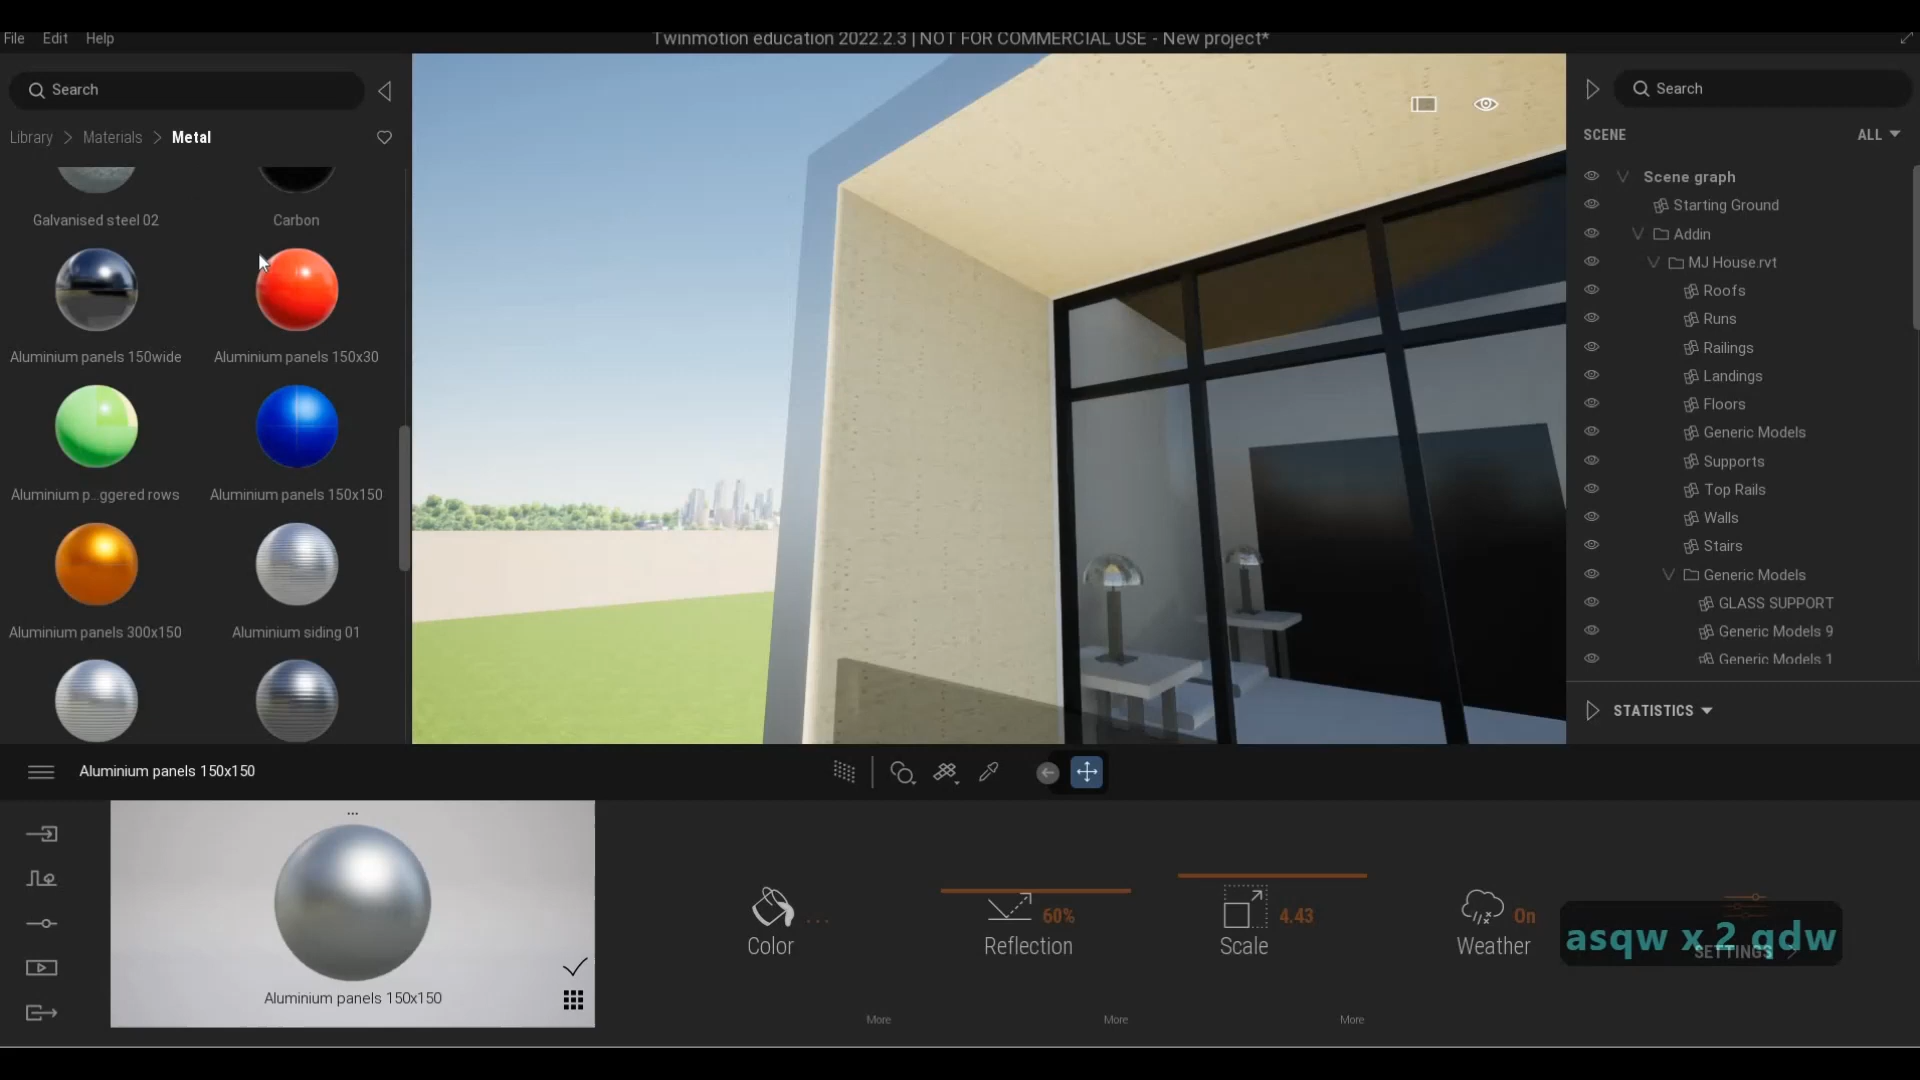 File Edit Help
Twinmotion education 2022.2.3 | NOT FOR COMMERCIAL USE - New project*
Search
Library Materials Metal
Galvanised steel 02
Carbon
Aluminium panels 150wide
Aluminium panels 150x30
Aluminium p...ggered rows
Aluminium panels 150x150
Aluminium panels 300x150
Aluminium siding 01
Search
SCENE
ALL
Scene graph
Starting Ground
Addin
MJ House.rvt
Roofs
Runs
Railings
Landings
Floors
Generic Models
Supports
Top Rails
Walls
Stairs
Generic Models
GLASS SUPPORT
Generic Models 9
Generic Models 1
STATISTICS
Aluminium panels 150x150
...
Aluminium panels 150x150
Color ...
Reflection 60%
Scale 4.43
Weather On
SETTINGS
asqw x 2 qdw
More
More
More